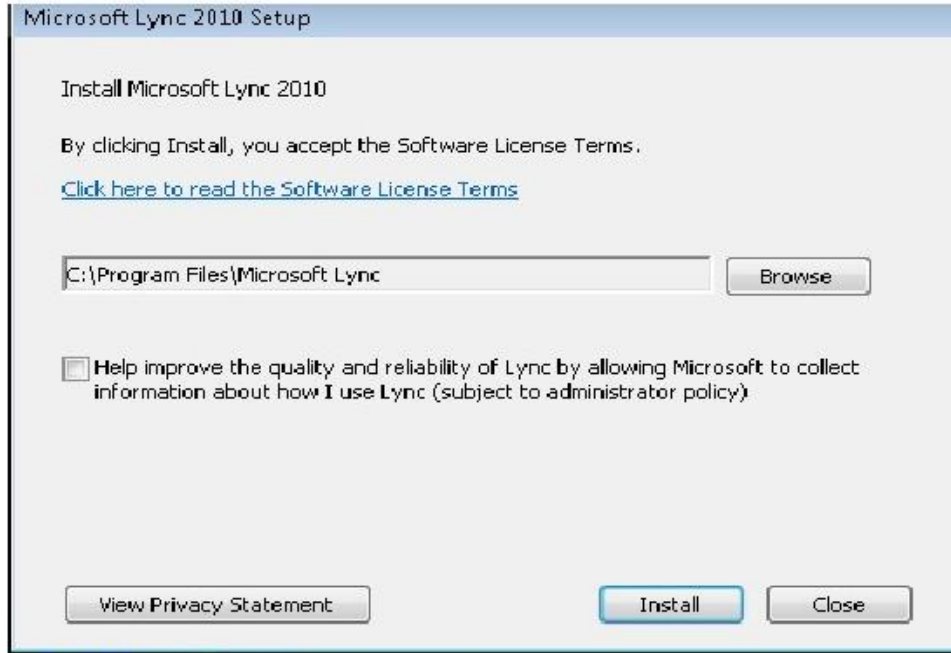 Microsoft Lync 2010 Setup
Install Microsoft Lync 2010
By clicking Install, you accept the Software License Terms.
Click here to read the Software License Terms
C:\Program Files\Microsoft Lync
Browse
Help improve the quality and reliability of Lync by allowing Microsoft to collect
information about how I use Lync (subject to administrator policy)
View Privacy Statement
Install
Close